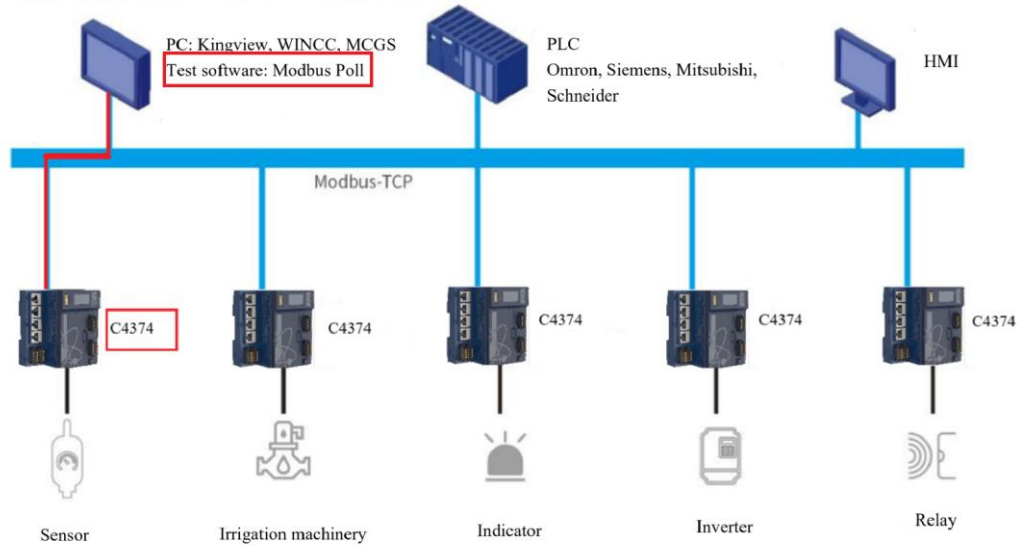 PC: Kingview, WINCC, MCGS
Test software: Modbus Poll
PLC
Omron, Siemens, Mitsubishi,
Schneider
HMI
Modbus-TCP
C4374
C4374
C4374
C4374
C4374
Sensor
Irrigation machinery
Indicator
Inverter
Relay